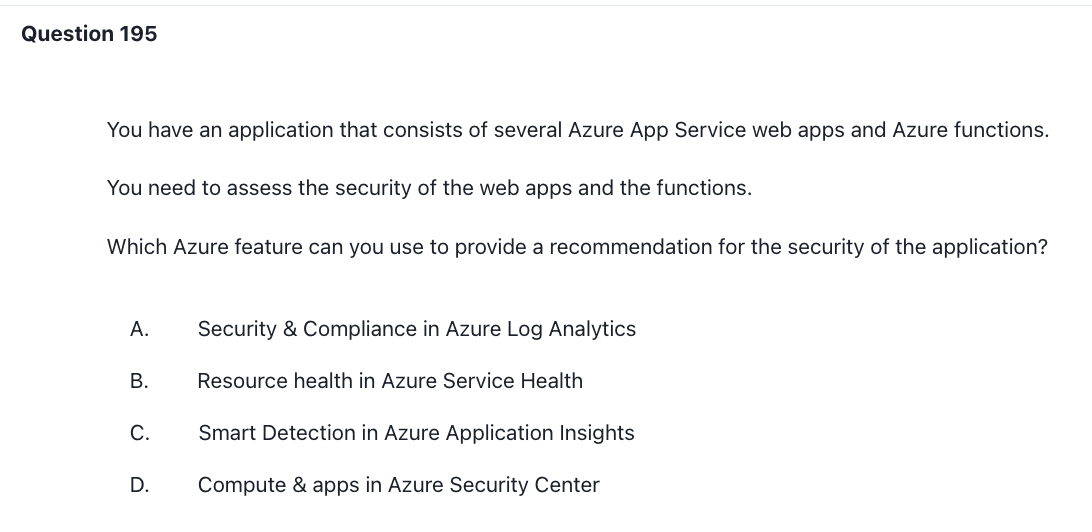 Question 195
You have an application that consists of several Azure App Service web apps and Azure functions.
You need to assess the security of the web apps and the functions.
Which Azure feature can you use to provide a recommendation for the security of the application?
A. Security & Compliance in Azure Log Analytics
B. Resource health in Azure Service Health
C. Smart Detection in Azure Application Insights
D. Compute & apps in Azure Security Center